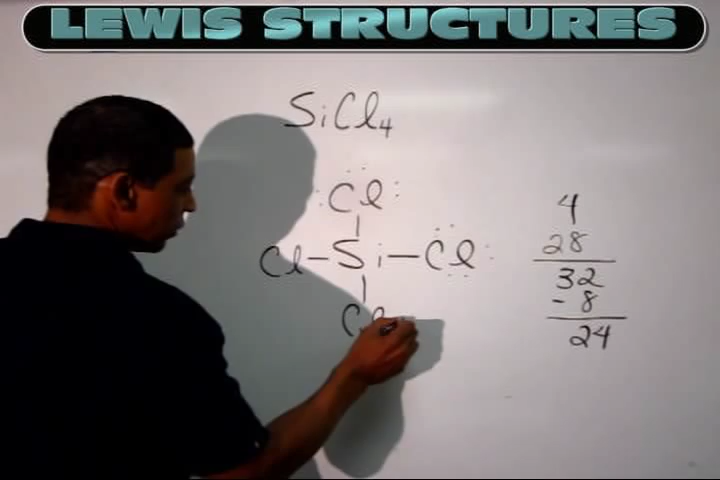 LEWIS STRUCTURES
SiCl4
Cl
Cl-Si-Cl
Cl
4
28
32
-8
24